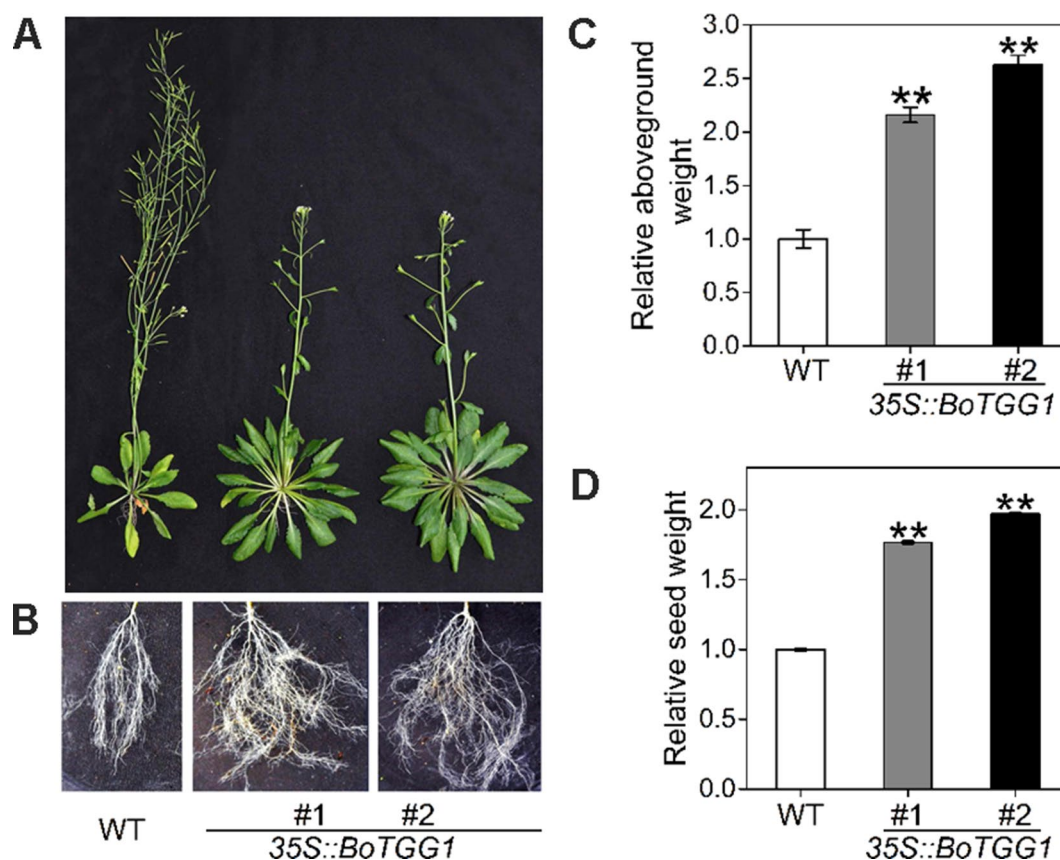 A
B
WT
#1 #2
35S::BoTGG1
C
Relative aboveground
weight
3.0
2.5
2.0
1.5
1.0
0.5
0.0
**
**
WT
#1
#2
35S::BoTGG1
D
Relative seed weight
2.0
1.5
1.0
0.5
0.0
**
**
WT
#1
#2
35S::BoTGG1